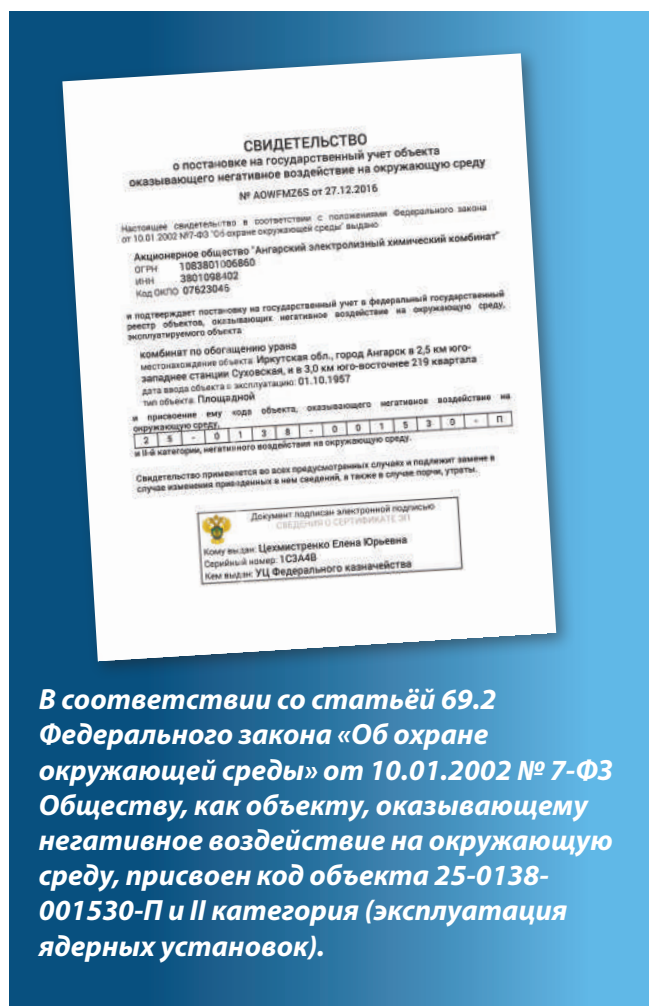 СВИДЕТЕЛЬСТВО
о постановке на государственный учет объекта
оказывающего негативное воздействие на окружающую среду
№ AOWFMZ6S от 27.12.2016
Настоящее свидетельство в соответствии с положениями Федерального закона
от 10.01.2002 №7-ФЗ "Об охране окружающей среды" выдано
Акционерное общество "Ангарский электролизный химический комбинат"
ОГРН 1083801006860
ИНН 3801098402
Код ОКПО 07623045
и подтверждает постановку на государственный учет в федеральный государственный
реестр объектов, оказывающих негативное воздействие на окружающую среду,
эксплуатируемого объекта
комбинат по обогащению урана
местонахождение объекта: Иркутская обл., город Ангарск в 2,5 км юго-
западнее станции Суховская, и в 3,0 км юго-восточнее 219 квартала
дата ввода объекта в эксплуатацию: 01.10.1957
тип объекта: Площадной
и присвоение ему кода объекта, оказывающего негативное воздействие на
окружающую среду,
2 5 - 0 1 3 8 - 0 0 1 5 3 0 - П
и II-й категории, негативного воздействия на окружающую среду.
Свидетельство применяется во всех предусмотренных случаях и подлежит замене в
случае изменения приведенных в нем сведений, а также в случае порчи, утраты.
Документ подписан электронной подписью
СВЕДЕНИЯ О СЕРТИФИКАТЕ ЭП
Кому выдан: Цехмистренко Елена Юрьевна
Серийный номер: 1C3A4B
Кем выдан: УЦ Федерального казначейства
В соответствии со статьёй 69.2
Федерального закона «Об охране
окружающей среды» от 10.01.2002 № 7-ФЗ
Обществу, как объекту, оказывающему
негативное воздействие на окружающую
среду, присвоен код объекта 25-0138-
001530-П и II категория (эксплуатация
ядерных установок).